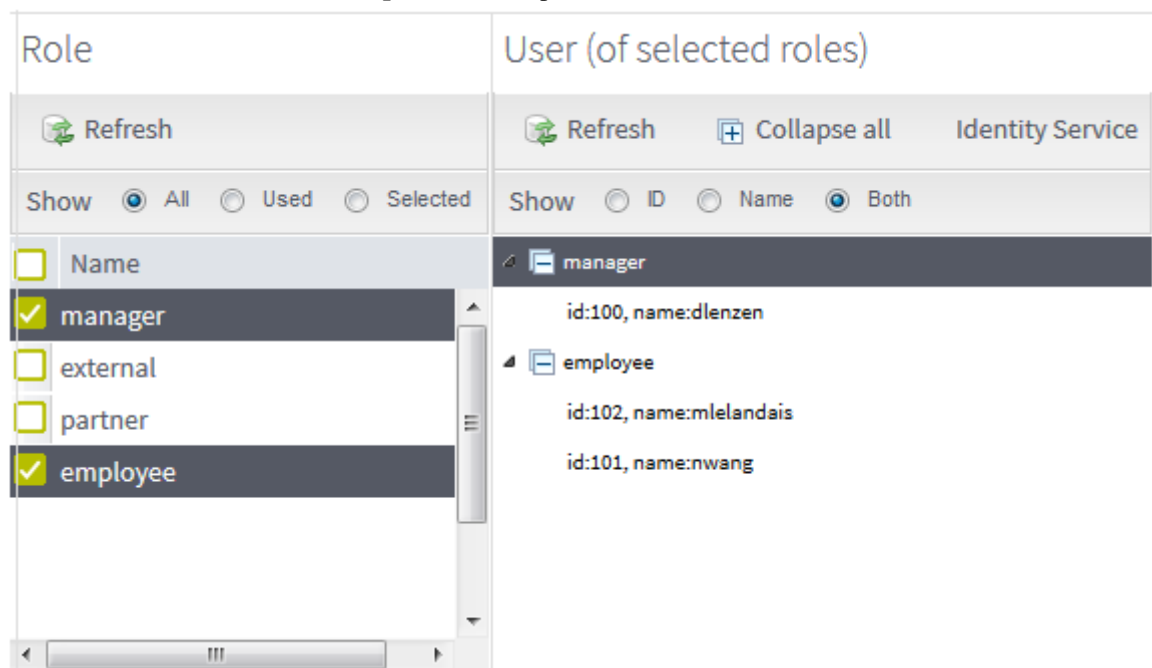 Role
Refresh
Show All Used Selected
Name
manager
external
partner
employee
User (of selected roles)
Refresh Collapse all Identity Service
Show ID Name Both
manager
id:100, name:dlenzen
employee
id:102, name:mlelandais
id:101, name:nwang